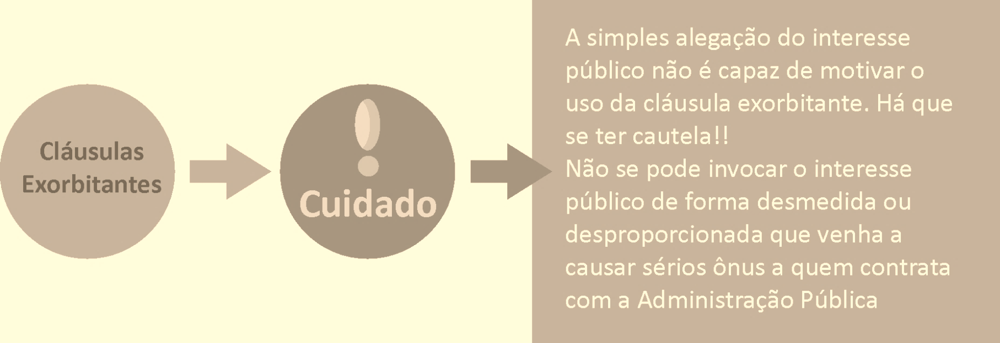 Cláusulas
Exorbitantes
!
Cuidado
A simples alegação do interesse
público não é capaz de motivar o
uso da cláusula exorbitante. Há que
se ter cautela!!
Não se pode invocar o interesse
público de forma desmedida ou
desproporcionada que venha a
causar sérios ônus a quem contrata
com a Administração Pública